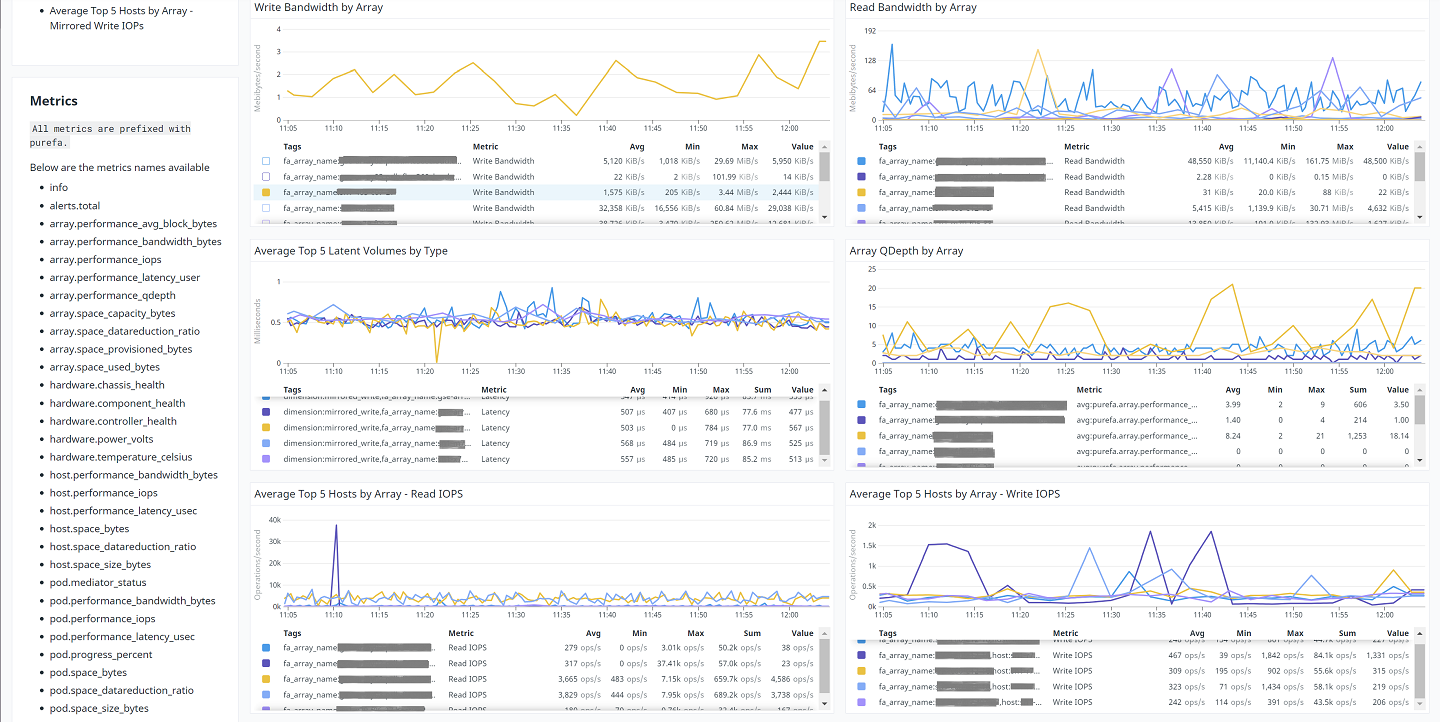 Average Top 5 Hosts by Array -
Mirrored Write IOPs
Metrics
All metrics are prefixed with
purefa.
Below are the metrics names available
info
alerts.total
array.performance_avg_block_bytes
array.performance_bandwidth_bytes
array.performance_iops
array.performance_latency_user
array.performance_qdepth
array.space_capacity_bytes
array.space_datareduction_ratio
array.space_provisioned_bytes
array.space_used_bytes
hardware.chassis_health
hardware.component_health
hardware.controller_health
hardware.power_volts
hardware.temperature_celsius
host.performance_bandwidth_bytes
host.performance_iops
host.performance_latency_usec
host.space_bytes
host.space_datareduction_ratio
host.space_size_bytes
pod.mediator_status
pod.performance_bandwidth_bytes
pod.performance_iops
pod.performance_latency_usec
pod.progress_percent
pod.space_bytes
pod.space_datareduction_ratio
pod.space_size_bytes
Write Bandwidth by Array
Mebibytes/second
4
3
2
1
0
11:05 11:10 11:15 11:20 11:25 11:30 11:35 11:40 11:45 11:50 11:55 12:00
Tags Metric Avg Min Max Value
fa_array_name: ... Write Bandwidth 5,120 KiB/s 1,018 KiB/s 29.69 MiB/s 5,950 KiB/s
fa_array_name: ... Write Bandwidth 22 KiB/s 2 KiB/s 101.99 KiB/s 14 KiB/s
fa_array_name: Write Bandwidth 1,575 KiB/s 205 KiB/s 3.44 MiB/s 2,444 KiB/s
fa_array_name: Write Bandwidth 32,358 KiB/s 16,556 KiB/s 60.84 MiB/s 29,038 KiB/s
fa_array_name: Write Bandwidth
Read Bandwidth by Array
Mebibytes/second
192
128
64
0
11:05 11:10 11:15 11:20 11:25 11:30 11:35 11:40 11:45 11:50 11:55 12:00
Tags Metric Avg Min Max Value
fa_array_name: ... Read Bandwidth 48,550 KiB/s 11,140.4 KiB/s 161.75 MiB/s 48,500 KiB/s
fa_array_name: ... Read Bandwidth 2.28 KiB/s 0 KiB/s 0.15 MiB/s 0 KiB/s
fa_array_name: Read Bandwidth 31 KiB/s 20.0 KiB/s 88 KiB/s 22 KiB/s
fa_array_name: Read Bandwidth 5,415 KiB/s 1,139.9 KiB/s 30.71 MiB/s 4,632 KiB/s
fa_array_name: Read Bandwidth
Average Top 5 Latent Volumes by Type
Milliseconds
1
0.5
0
11:05 11:10 11:15 11:20 11:25 11:30 11:35 11:40 11:45 11:50 11:55 12:00
Tags Metric Avg Min Max Sum Value
dimension:mirrored_write,fa_array_name: Latency
dimension:mirrored_write,fa_array_name: ... Latency 507 µs 407 µs 680 µs 77.6 ms 477 µs
dimension:mirrored_write,fa_array_name ... Latency 503 µs 0 µs 784 µs 77.0 ms 567 µs
dimension:mirrored_write,fa_array_name: ... Latency 568 µs 484 µs 719 µs 86.9 ms 525 µs
dimension:mirrored_write,fa_array_name: ... Latency 557 µs 485 µs 720 µs 85.2 ms 513 µs
Array QDepth by Array
25
20
15
10
5
0
11:05 11:10 11:15 11:20 11:25 11:30 11:35 11:40 11:45 11:50 11:55 12:00
Tags Metric Avg Min Max Sum Value
fa_array_name: avg:purefa.array.performance_... 3.99 2 9 606 3.50
fa_array_name: avg:purefa.array.performance_... 1.40 0 4 214 1.00
fa_array_name avg:purefa.array.performance_... 8.24 2 21 1,253 18.14
fa_array_name: avg:purefa.array.performance_... 0 0 0 0 0
fa_array_name: avg:purefa.array.performance_... 0 0 0 0 0
Average Top 5 Hosts by Array - Read IOPS
Operations/second
40k
30k
20k
10k
0k
11:05 11:10 11:15 11:20 11:25 11:30 11:35 11:40 11:45 11:50 11:55 12:00
Tags Metric Avg Min Max Sum Value
fa_array_name ... Read IOPS 279 ops/s 0 ops/s 3.01k ops/s 50.2k ops/s 38 ops/s
fa_array_name: ... Read IOPS 317 ops/s 0 ops/s 37.41k ops/s 57.0k ops/s 23 ops/s
fa_array_name: ... Read IOPS 3,665 ops/s 483 ops/s 7.15k ops/s 659.7k ops/s 4,586 ops/s
fa_array_name: ... Read IOPS 3,829 ops/s 444 ops/s 7.95k ops/s 689.2k ops/s 3,738 ops/s
fa_array_name: ... Read IOPS
Average Top 5 Hosts by Array - Write IOPS
Operations/second
2k
1.5k
1k
0.5k
0k
11:05 11:10 11:15 11:20 11:25 11:30 11:35 11:40 11:45 11:50 11:55 12:00
Tags Metric Avg Min Max Sum Value
fa_array_name: Write IOPS
fa_array_name: ,host: ... Write IOPS 467 ops/s 39 ops/s 1,842 ops/s 84.1k ops/s 1,331 ops/s
fa_array_name: ,host: ... Write IOPS 309 ops/s 195 ops/s 902 ops/s 55.6k ops/s 315 ops/s
fa_array_name: ,host: ... Write IOPS 323 ops/s 71 ops/s 1,434 ops/s 58.1k ops/s 219 ops/s
fa_array_name: ,host: ... Write IOPS 242 ops/s 114 ops/s 391 ops/s 43.5k ops/s 206 ops/s